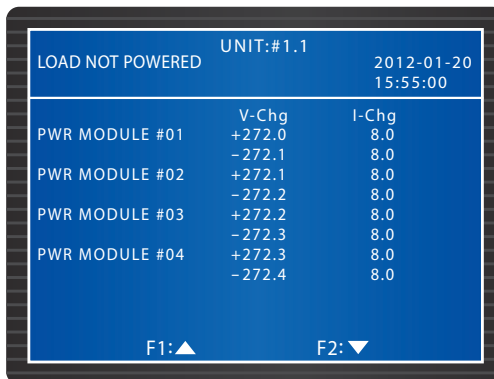 UNIT:#1.1
LOAD NOT POWERED 2012-01-20
15:55:00
V-Chg I-Chg
PWR MODULE #01 +272.0 8.0
−272.1 8.0
PWR MODULE #02 +272.1 8.0
−272.2 8.0
PWR MODULE #03 +272.2 8.0
−272.3 8.0
PWR MODULE #04 +272.3 8.0
−272.4 8.0
F1:▲ F2:▼